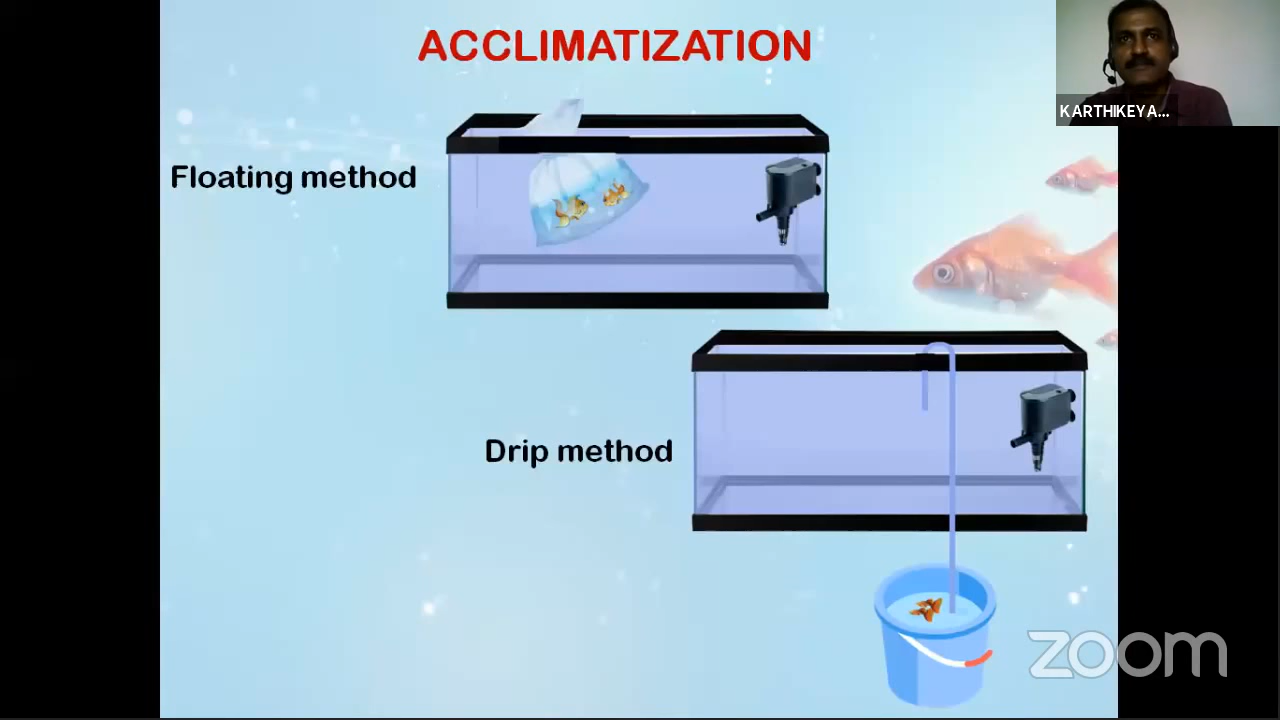 ACCLIMATIZATION
KARTHIKEYA...
Floating method
Drip method
zoom